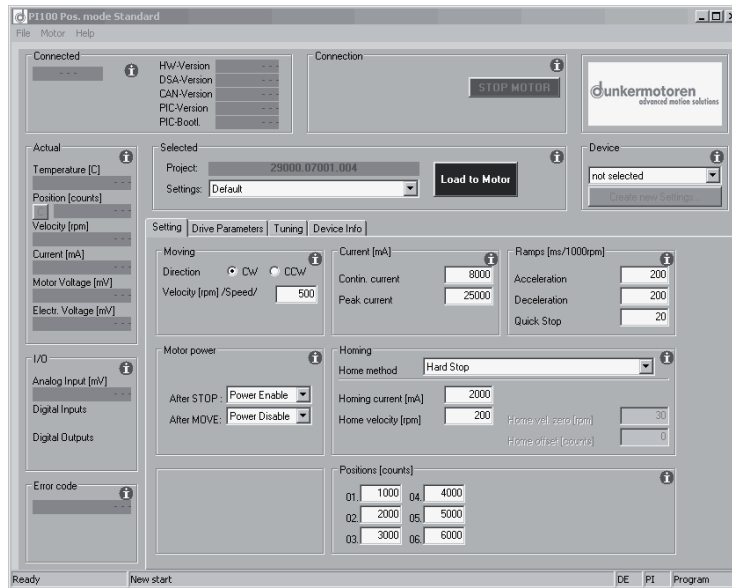 PI100 Pos. mode Standard
File Motor Help
Connected
- - -
HW-Version - - -
DSA-Version - - -
CAN-Version - - -
PIC-Version - - -
PIC-Bootl. - - -
Connection
STOP MOTOR
dunkermotoren
advanced motion solutions
Actual
Temperature [C]
- - -
Position [counts]
C - - -
Velocity [rpm]
- - -
Current [mA]
- - -
Motor Voltage [mV]
- - -
Electr. Voltage [mV]
- - -
Selected
Project: 29000.07001.004
Settings: Default
Load to Motor
Device
not selected
Create new Settings...
Setting Drive Parameters Tuning Device Info
Moving
Direction CW CCW
Velocity [rpm] /Speed/ 500
Current [mA]
Contin. current 8000
Peak current 25000
Ramps [ms/1000rpm]
Acceleration 200
Deceleration 200
Quick Stop 20
I/O
Analog Input [mV]
- - -
Digital Inputs
Digital Outputs
Motor power
After STOP : Power Enable
After MOVE: Power Disable
Homing
Home method Hard Stop
Homing current [mA] 2000
Home velocity [rpm] 200
Home vel. zero [rpm] 30
Home offset [counts] 0
Error code
- - -
Positions [counts]
01. 1000 04. 4000
02. 2000 05. 5000
03. 3000 06. 6000
Ready New start DE PI Program